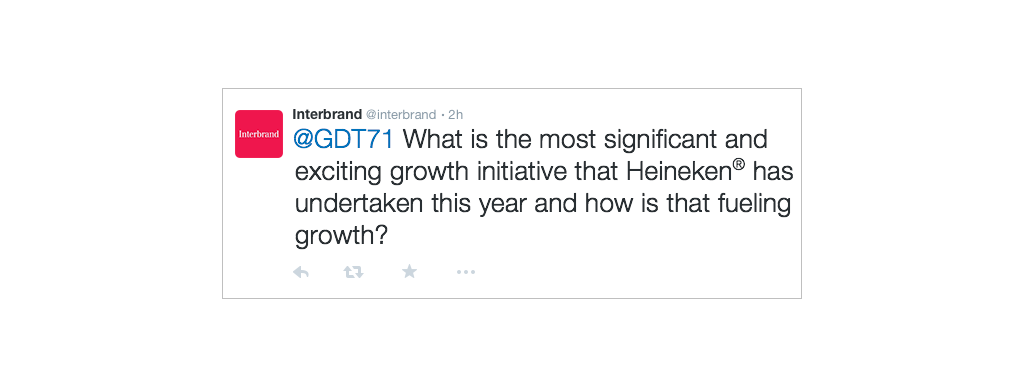 Interbrand
Interbrand @interbrand · 2h
@GDT71 What is the most significant and
exciting growth initiative that Heineken® has
undertaken this year and how is that fueling
growth?